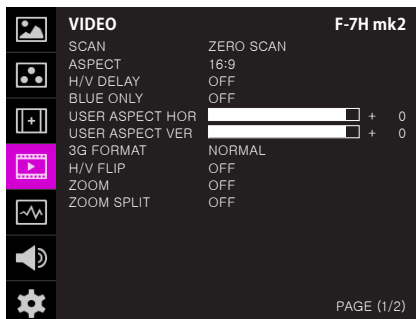 VIDEO F-7H mk2
SCAN ZERO SCAN
ASPECT 16:9
H/V DELAY OFF
BLUE ONLY OFF
USER ASPECT HOR + 0
USER ASPECT VER + 0
3G FORMAT NORMAL
H/V FLIP OFF
ZOOM OFF
ZOOM SPLIT OFF
PAGE (1/2)